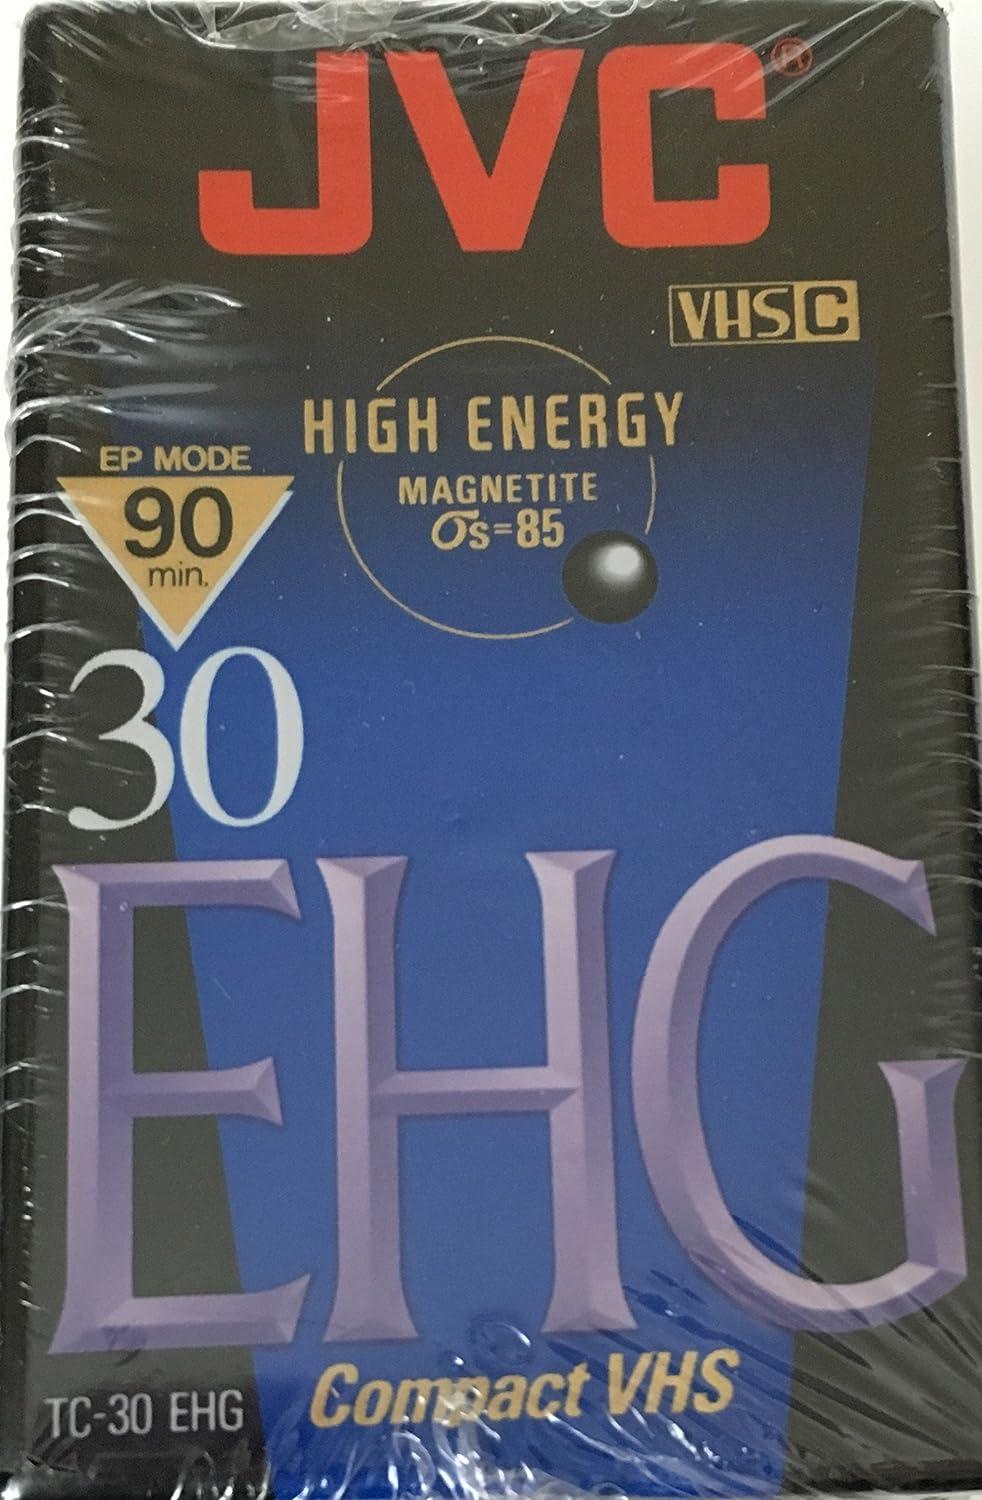 JVC®
VHS C
HIGH ENERGY
MAGNETITE
σs=85
EP MODE
90
min.
30
EHG
Compact VHS
TC-30 EHG